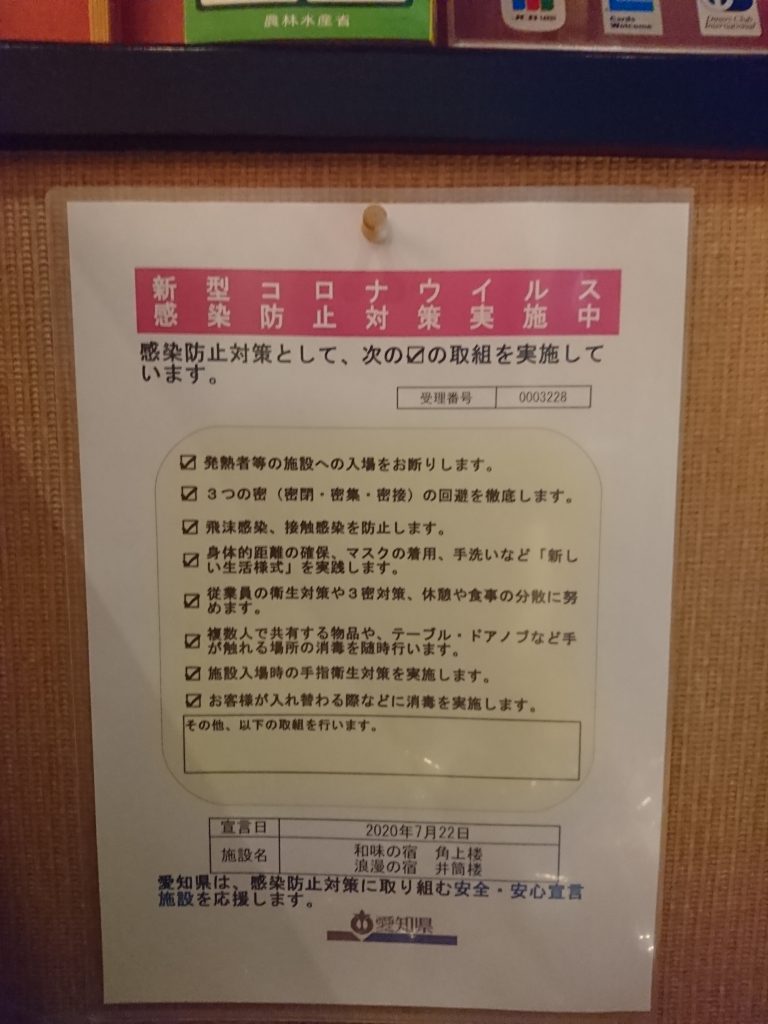 農林水産省
JCB
Cards
Welcome
Diners Club
International
新型コロナウイルス
感染防止対策実施中
感染防止対策として、次の☑の取組を実施して
います。
受理番号 0003228
☑ 発熱者等の施設への入場をお断りします。
☑ 3つの密（密閉・密集・密接）の回避を徹底します。
☑ 飛沫感染、接触感染を防止します。
☑ 身体的距離の確保、マスクの着用、手洗いなど「新し
い生活様式」を実践します。
☑ 従業員の衛生対策や3密対策、休憩や食事の分散に努
めます。
☑ 複数人で共有する物品や、テーブル・ドアノブなど手
が触れる場所の消毒を随時行います。
☑ 施設入場時の手指衛生対策を実施します。
☑ お客様が入れ替わる際などに消毒を実施します。
その他、以下の取組を行います。
宣言日 2020年7月22日
施設名 和味の宿 角上楼
浪漫の宿 井筒楼
愛知県は、感染防止対策に取り組む安全・安心宣言
施設を応援します。
愛知県